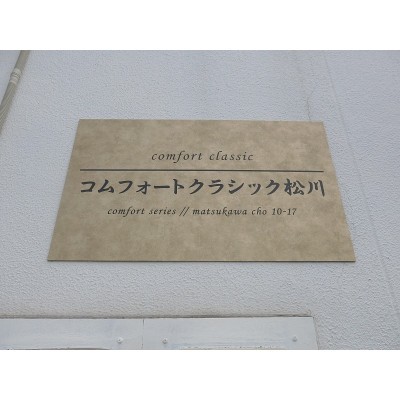 comfort classic
コムフォートクラシック松川
comfort series // matsukawa cho 10-17